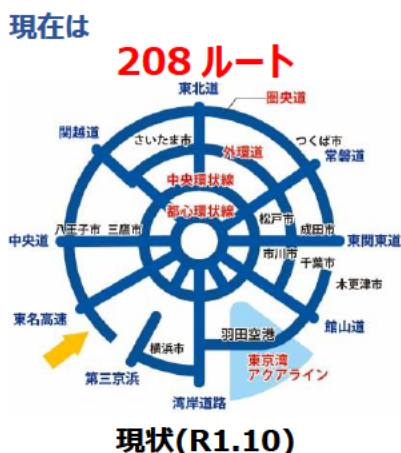 現在は
208 ルート
東北道
圏央道
関越道
さいたま市
外環道
つくば市
常磐道
中央環状線
都心環状線
松戸市
中央道
八王子市
三鷹市
成田市
東関東道
市川市
千葉市
木更津市
東名高速
羽田空港
館山道
横浜市
東京湾
アクアライン
第三京浜
湾岸道路
現状(R1.10)